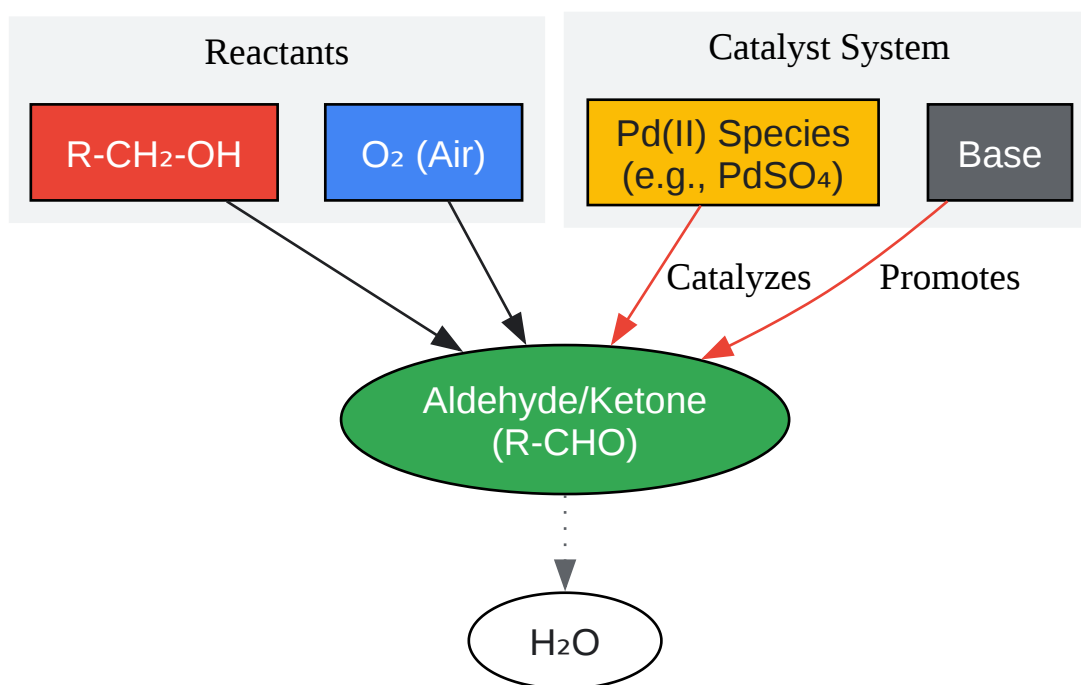 Reactants
Catalyst System
R-CH₂-OH
O₂ (Air)
Pd(II) Species
(e.g., PdSO₄)
Base
Catalyzes
Promotes
Aldehyde/Ketone
(R-CHO)
H₂O